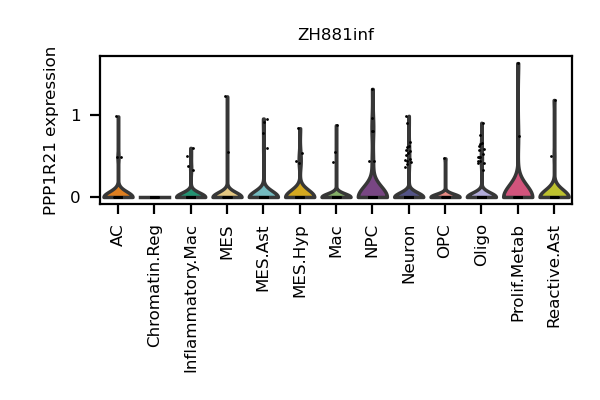 ZH881inf
PPP1R21 expression
1
0
AC
Chromatin.Reg
Inflammatory.Mac
MES
MES.Ast
MES.Hyp
Mac
NPC
Neuron
OPC
Oligo
Prolif.Metab
Reactive.Ast